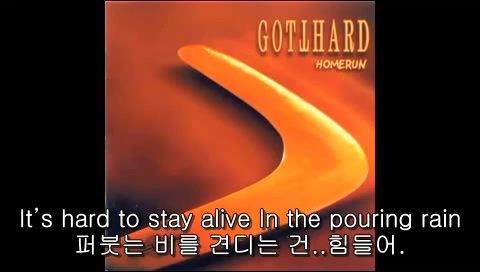 GOTTHARD
HOMERUN
It's hard to stay alive In the pouring rain
퍼붓는 비를 견디는 건..힘들어.